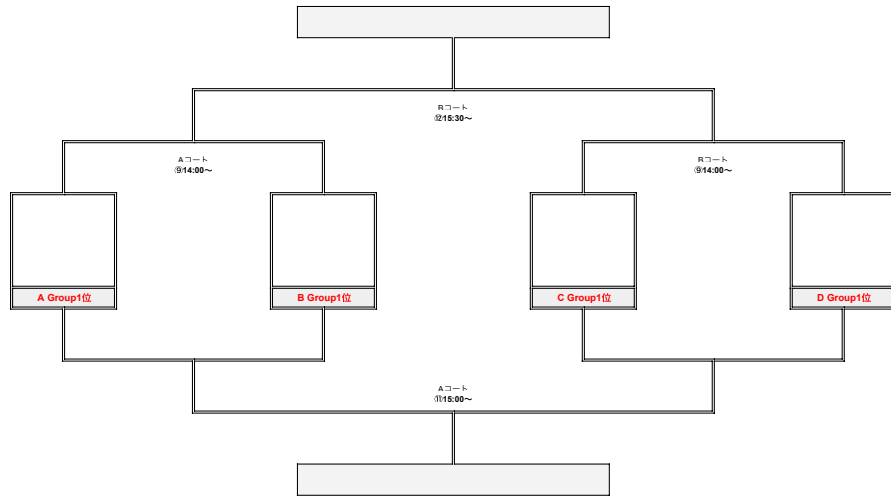 Bコート
⑫15:30〜
Aコート
⑨14:00〜
Bコート
⑨14:00〜
A Group1位
B Group1位
C Group1位
D Group1位
Aコート
⑪15:00〜